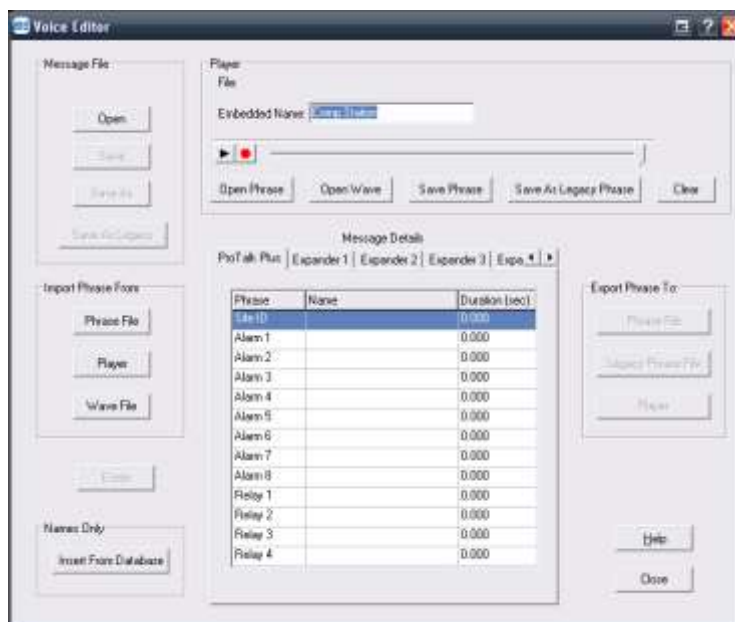 Voice Editor
Message File
Open
Save
Save As
Save As Legacy
Import Phrase From
Phrase File
Player
Wave File
Erase
Names Only
Insert From Database
Player
File
Embedded Name:
Open Phrase
Open Wave
Save Phrase
Save As Legacy Phrase
Clear
Message Details
ProTalk Plus
Expander 1
Expander 2
Expander 3
Expa
Phrase Name Duration (sec)
Site ID 0.000
Alarm 1 0.000
Alarm 2 0.000
Alarm 3 0.000
Alarm 4 0.000
Alarm 5 0.000
Alarm 6 0.000
Alarm 7 0.000
Alarm 8 0.000
Relay 1 0.000
Relay 2 0.000
Relay 3 0.000
Relay 4 0.000
Export Phrase To:
Phrase File
Legacy Phrase File
Player
Help
Close